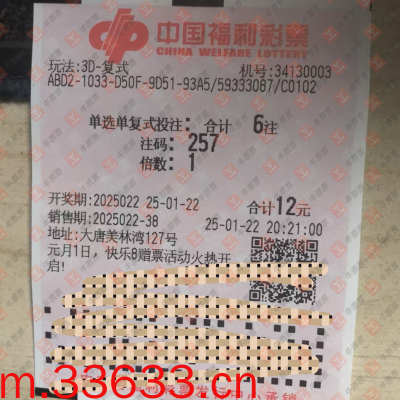 中国福利彩票
CHINA WELFARE LOTTERY
玩法:3D-复式 机号:34130003
ABD2-1033-D50F-9D51-93A5/59333087/C0102
单选单复式投注: 合计 6注
注码: 257
倍数: 1
开奖期:2025022 25-01-22 合计12元
销售期:2025022-38 25-01-22 20:21:00
地址:大唐美林湾127号
元月1日,快乐8赠票活动火热开
启!
m.33633.cn